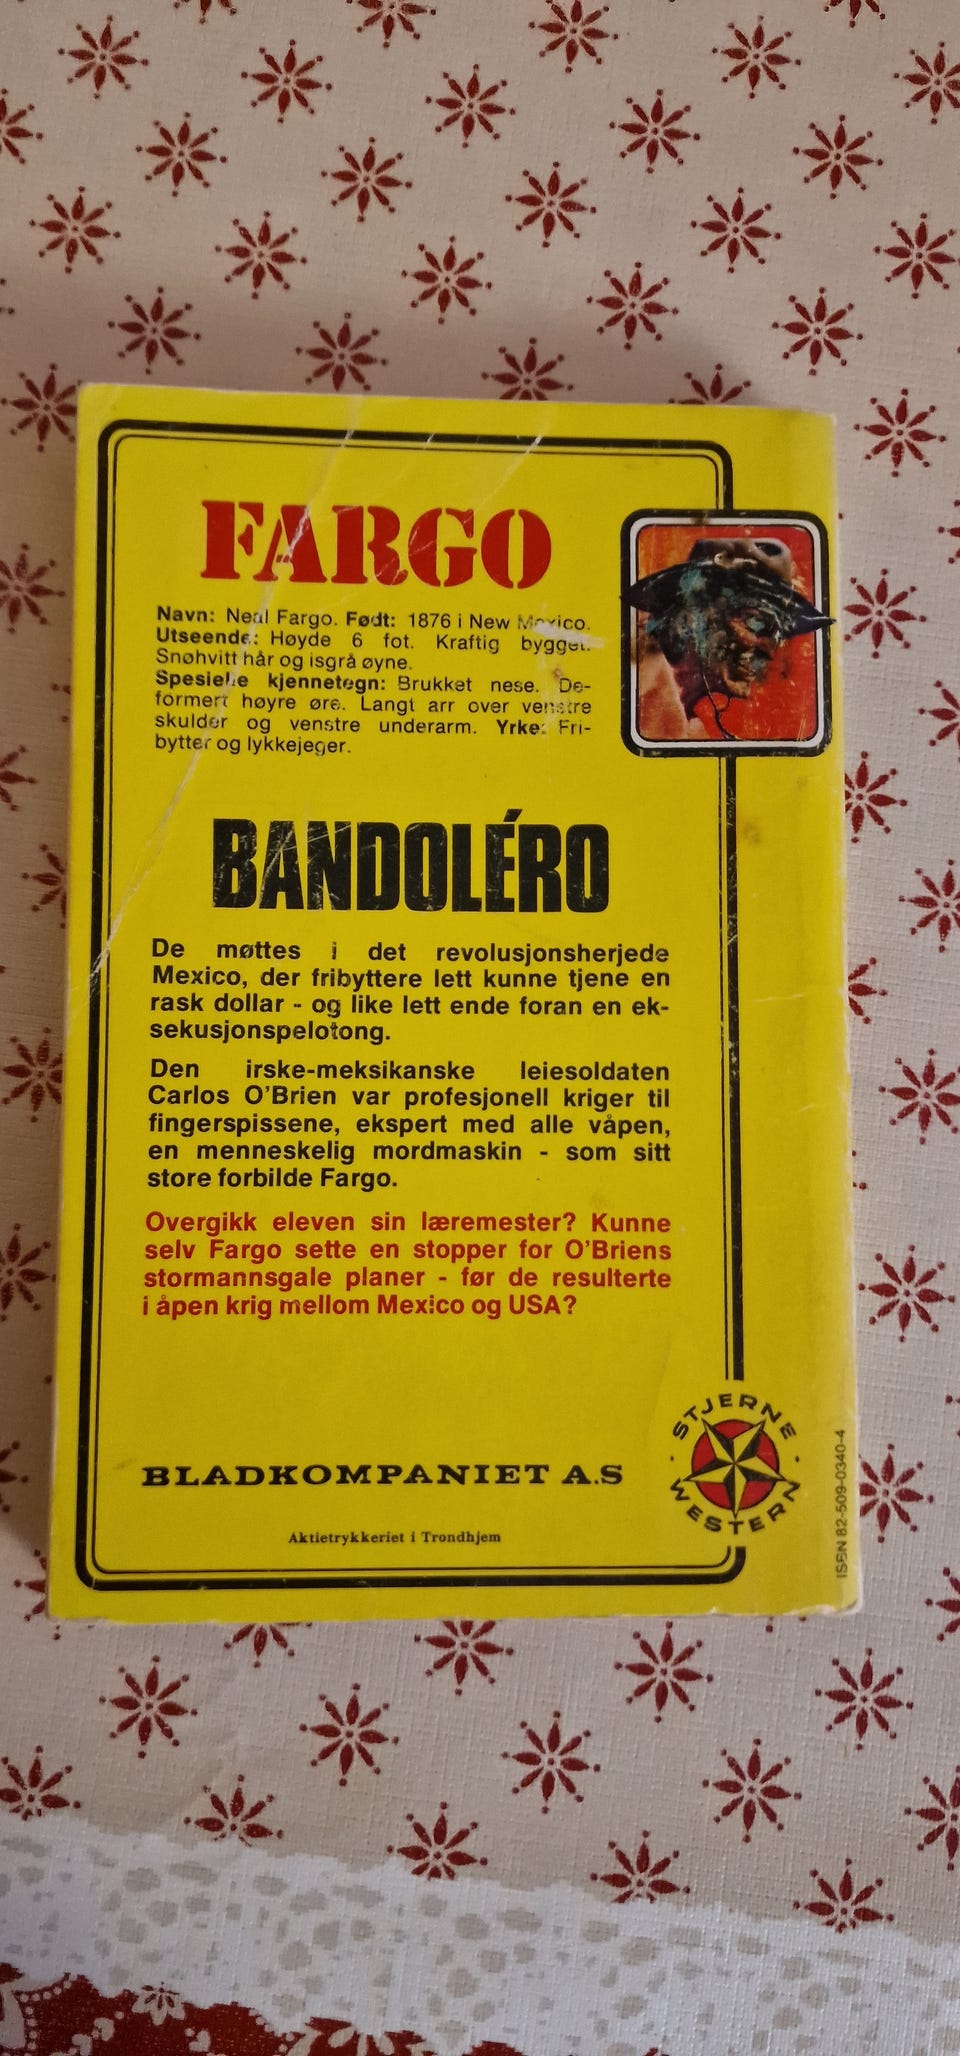 FARGO
Navn: Neal Fargo. Født: 1876 i New Mexico.
Utseende: Høyde 6 fot. Kraftig bygget.
Snøhvitt hår og isgrå øyne.
Spesielle kjennetegn: Brukket nese. De-
formert høyre øre. Langt arr over venstre
skulder og venstre underarm. Yrke: Fri-
bytter og lykkejeger.
BANDOLÉRO
De møttes i det revolusjonsherjede
Mexico, der fribyttere lett kunne tjene en
rask dollar - og like lett ende foran en ek-
sekusjonspelotong.
Den irske-meksikanske leiesoldaten
Carlos O'Brien var profesjonell kriger til
fingerspissene, ekspert med alle våpen,
en menneskelig mordmaskin - som sitt
store forbilde Fargo.
Overgikk eleven sin læremester? Kunne
selv Fargo sette en stopper for O'Briens
stormannsgale planer - før de resulterte
i åpen krig mellom Mexico og USA?
BLADKOMPANIET A.S
Aktietrykkeriet i Trondhjem
STJERNE
WESTERN
ISBN 82-509-0340-4